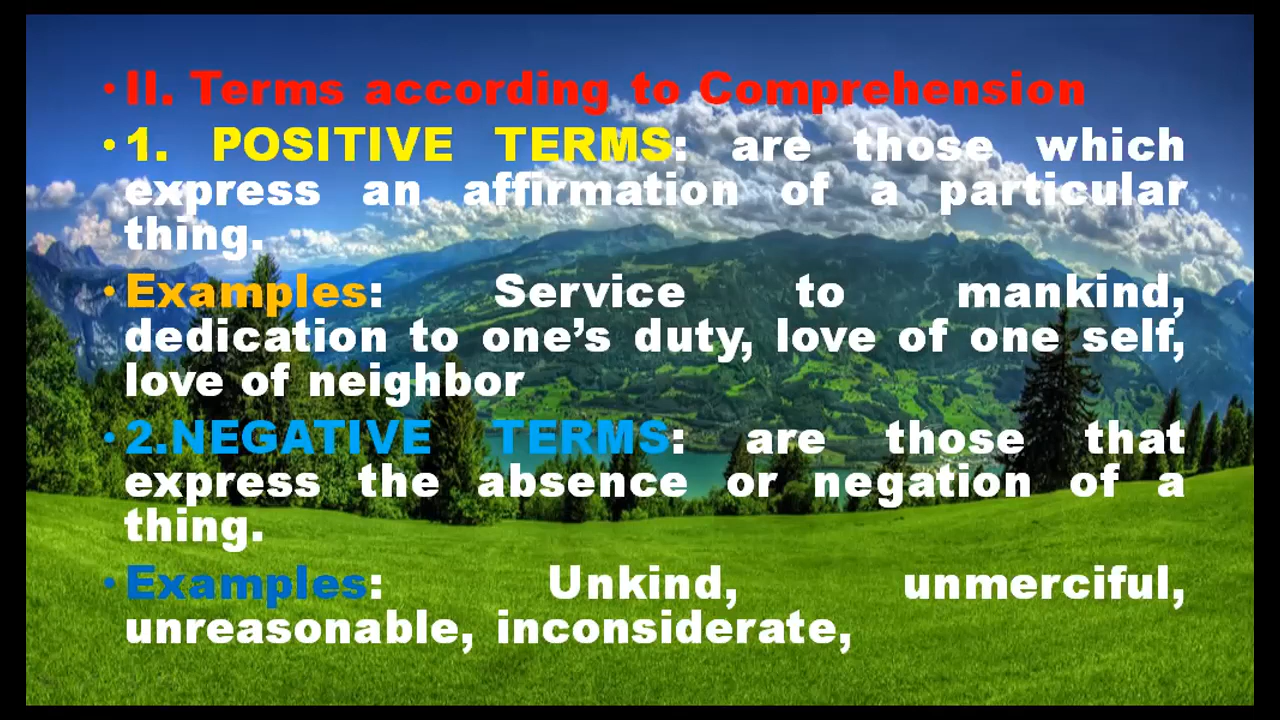 • II. Terms according to Comprehension
• 1. POSITIVE TERMS: are those which
express an affirmation of a particular
thing.
• Examples: Service to mankind,
dedication to one’s duty, love of one self,
love of neighbor
• 2.NEGATIVE TERMS: are those that
express the absence or negation of a
thing.
• Examples: Unkind, unmerciful,
unreasonable, inconsiderate,